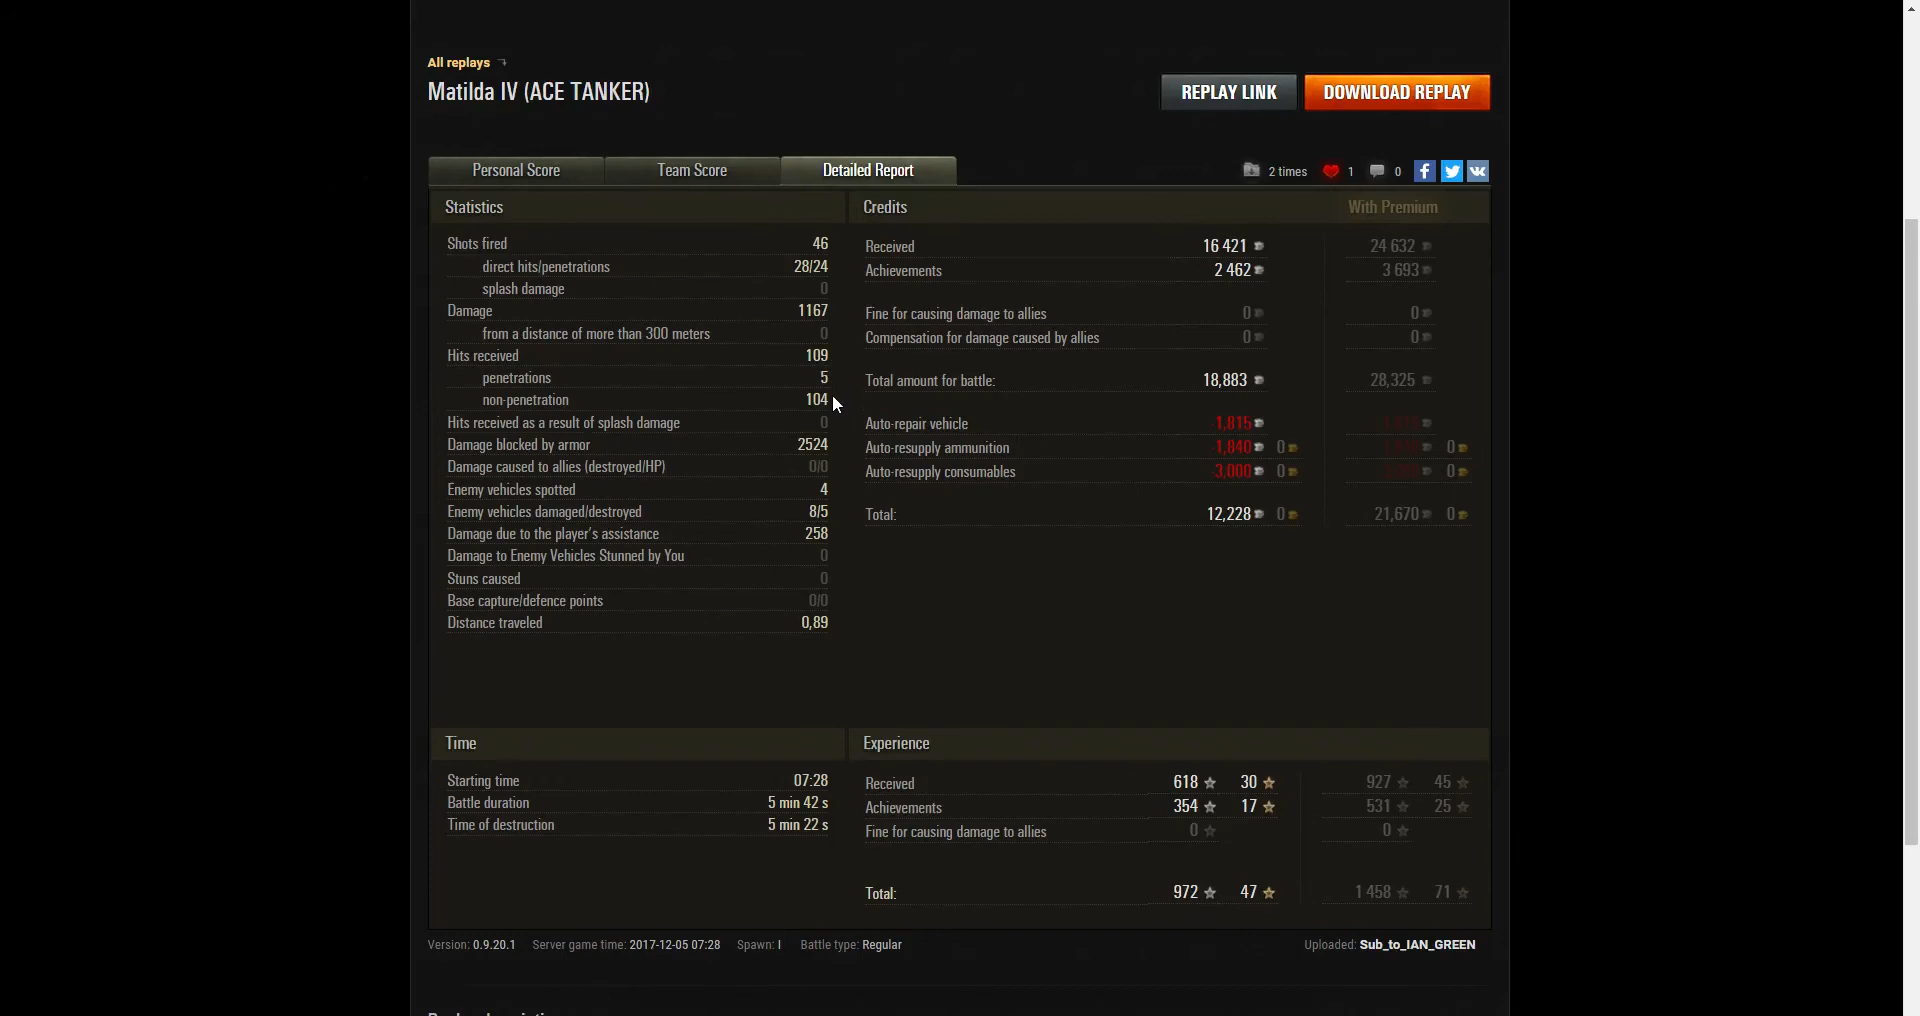 All replays
Matilda IV (ACE TANKER)
REPLAY LINK
DOWNLOAD REPLAY
Personal Score
Team Score
Detailed Report
2 times
1
0
Statistics
Shots fired 46
direct hits/penetrations 28/24
splash damage 0
Damage 1167
from a distance of more than 300 meters 0
Hits received 109
penetrations 5
non-penetration 104
Hits received as a result of splash damage 0
Damage blocked by armor 2524
Damage caused to allies (destroyed/HP) 0/0
Enemy vehicles spotted 4
Enemy vehicles damaged/destroyed 8/5
Damage due to the player's assistance 258
Damage to Enemy Vehicles Stunned by You 0
Stuns caused 0
Base capture/defence points 0/0
Distance traveled 0,89
Credits With Premium
Received 16 421 24 632
Achievements 2 462 3 693
Fine for causing damage to allies 0 0
Compensation for damage caused by allies 0 0
Total amount for battle: 18,883 28,325
Auto-repair vehicle -1,815 -1,815
Auto-resupply ammunition -1,840 0 0
Auto-resupply consumables -3,000 0 0
Total: 12,228 0 21,670 0
Time
Starting time 07:28
Battle duration 5 min 42 s
Time of destruction 5 min 22 s
Experience
Received 618 30 927 45
Achievements 354 17 531 25
Fine for causing damage to allies 0 0
Total: 972 47 1 458 71
Version: 0.9.20.1 Server game time: 2017-12-05 07:28 Spawn: I Battle type: Regular
Uploaded: Sub_to_IAN_GREEN